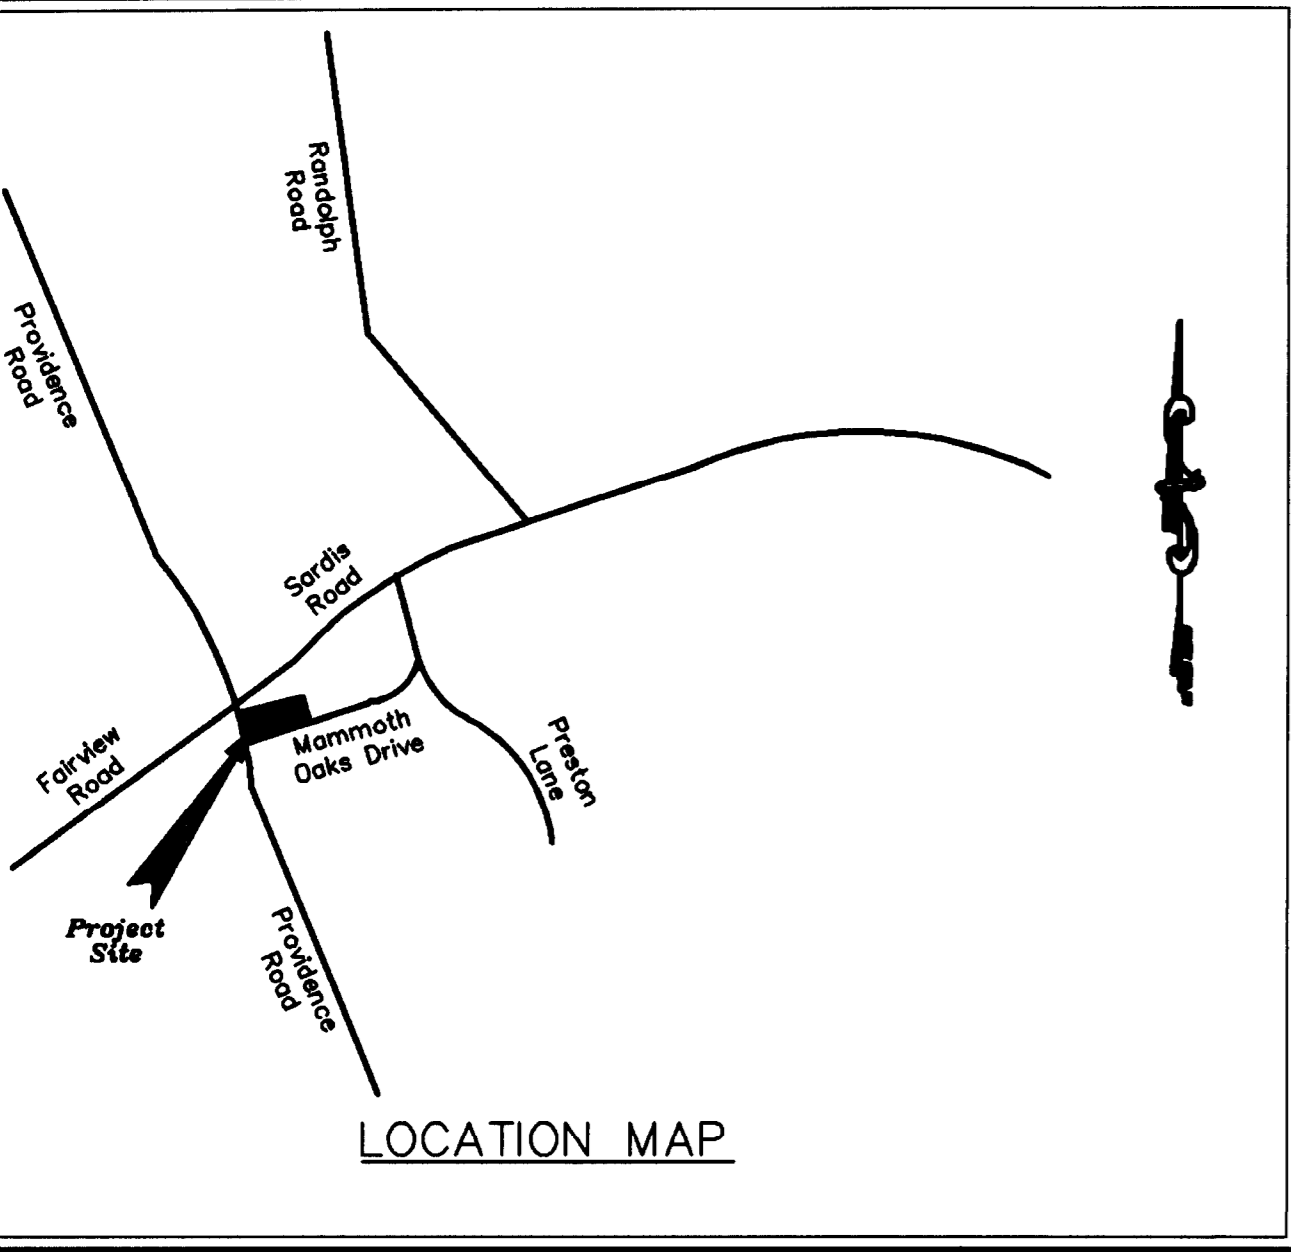 Randolph
Road
Providence
Road
Sardis
Road
Fairview
Road
Mammoth
Oaks Drive
Preston
Lane
Project
Site
Providence
Road
LOCATION MAP